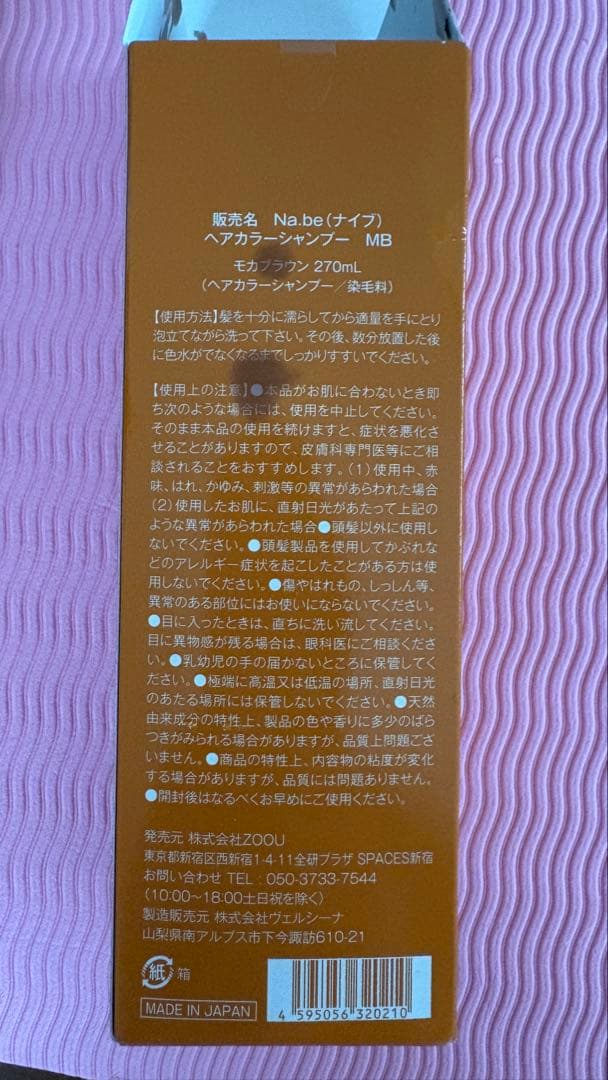 販売名 Na.be(ナイブ)
ヘアカラーシャンプー MB
モカブラウン 270mL
(ヘアカラーシャンプー/染毛料)
【使用方法】髪を十分に濡らしてから適量を手にとり
泡立てながら洗って下さい。その後、数分放置した後
に色水がでなくなるまでしっかりすすいでください。
【使用上の注意】●本品がお肌に合わないとき即
ち次のような場合には、使用を中止してください。
そのまま本品の使用を続けますと、症状を悪化さ
せることがありますので、皮膚科専門医等にご相
談されることをおすすめします。(1)使用中、赤
味、はれ、かゆみ、刺激等の異常があらわれた場合
(2)使用したお肌に、直射日光があたって上記の
ような異常があらわれた場合●頭髪以外に使用し
ないでください。●頭髪製品を使用してかぶれな
どのアレルギー症状を起こしたことがある方は使
用しないでください。●傷やはれもの、しっしん等、
異常のある部位にはお使いにならないでください。
●目に入ったときは、直ちに洗い流してください。
目に異物感が残る場合は、眼科医にご相談くださ
い。●乳幼児の手の届かないところに保管してく
ださい。●極端に高温又は低温の場所、直射日光
のあたる場所には保管しないでください。●天然
由来成分の特性上、製品の色や香りに多少のばら
つきがみられる場合がありますが、品質上問題ござ
いません。●商品の特性上、内容物の粘度が変化
する場合がありますが、品質には問題ありません。
●開封後はなるべくお早めにご使用ください。
発売元 株式会社ZOOU
東京都新宿区西新宿1-4-11全研プラザ SPACES新宿
お問い合わせ TEL : 050-3733-7544
(10:00～18:00土日祝を除く)
製造販売元 株式会社ヴェルシーナ
山梨県南アルプス市下今諏訪610-21
紙 箱
MADE IN JAPAN
4 595056 320210